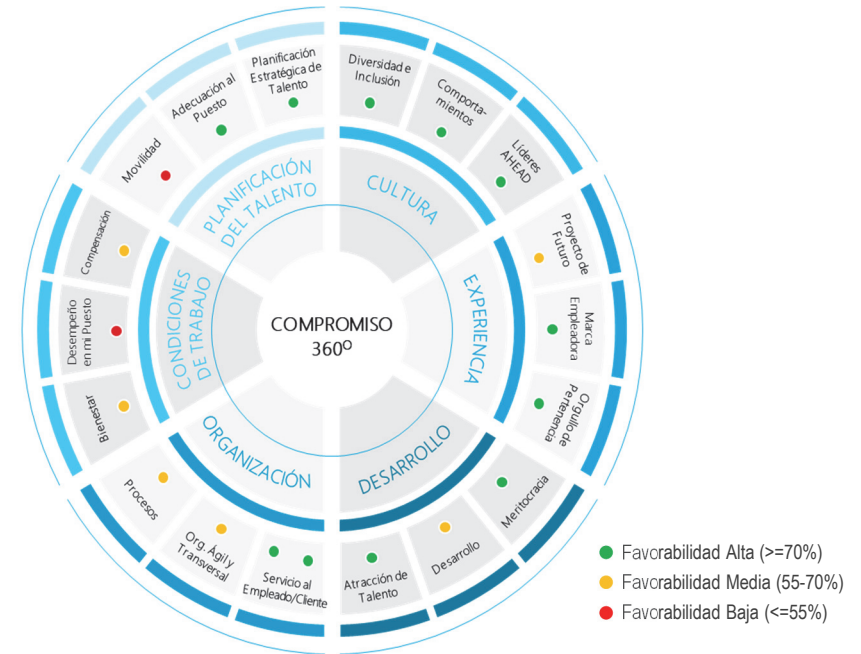 Planificación
Estratégica de
Talento
Diversidad e
Inclusión
Comporta-
mientos
Líderes
AHEAD
Proyecto de
Futuro
Marca
Empleadora
Orgullo de
Pertenencia
Meritocracia
Desarrollo
Atracción de
Talento
Servicio al
Empleado/Cliente
Org. Ágil y
Transversal
Procesos
Bienestar
Desempeño
en mi Puesto
Compensación
Movilidad
Adecuación al
Puesto
PLANIFICACIÓN
DEL TALENTO
CULTURA
EXPERIENCIA
DESARROLLO
ORGANIZACIÓN
CONDICIONES
DE TRABAJO
COMPROMISO
360º
Favorabilidad Alta (>=70%)
Favorabilidad Media (55-70%)
Favorabilidad Baja (<=55%)